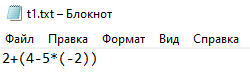 t1.txt – Блокнот
Файл Правка Формат Вид Справка
2+(4-5*(-2))